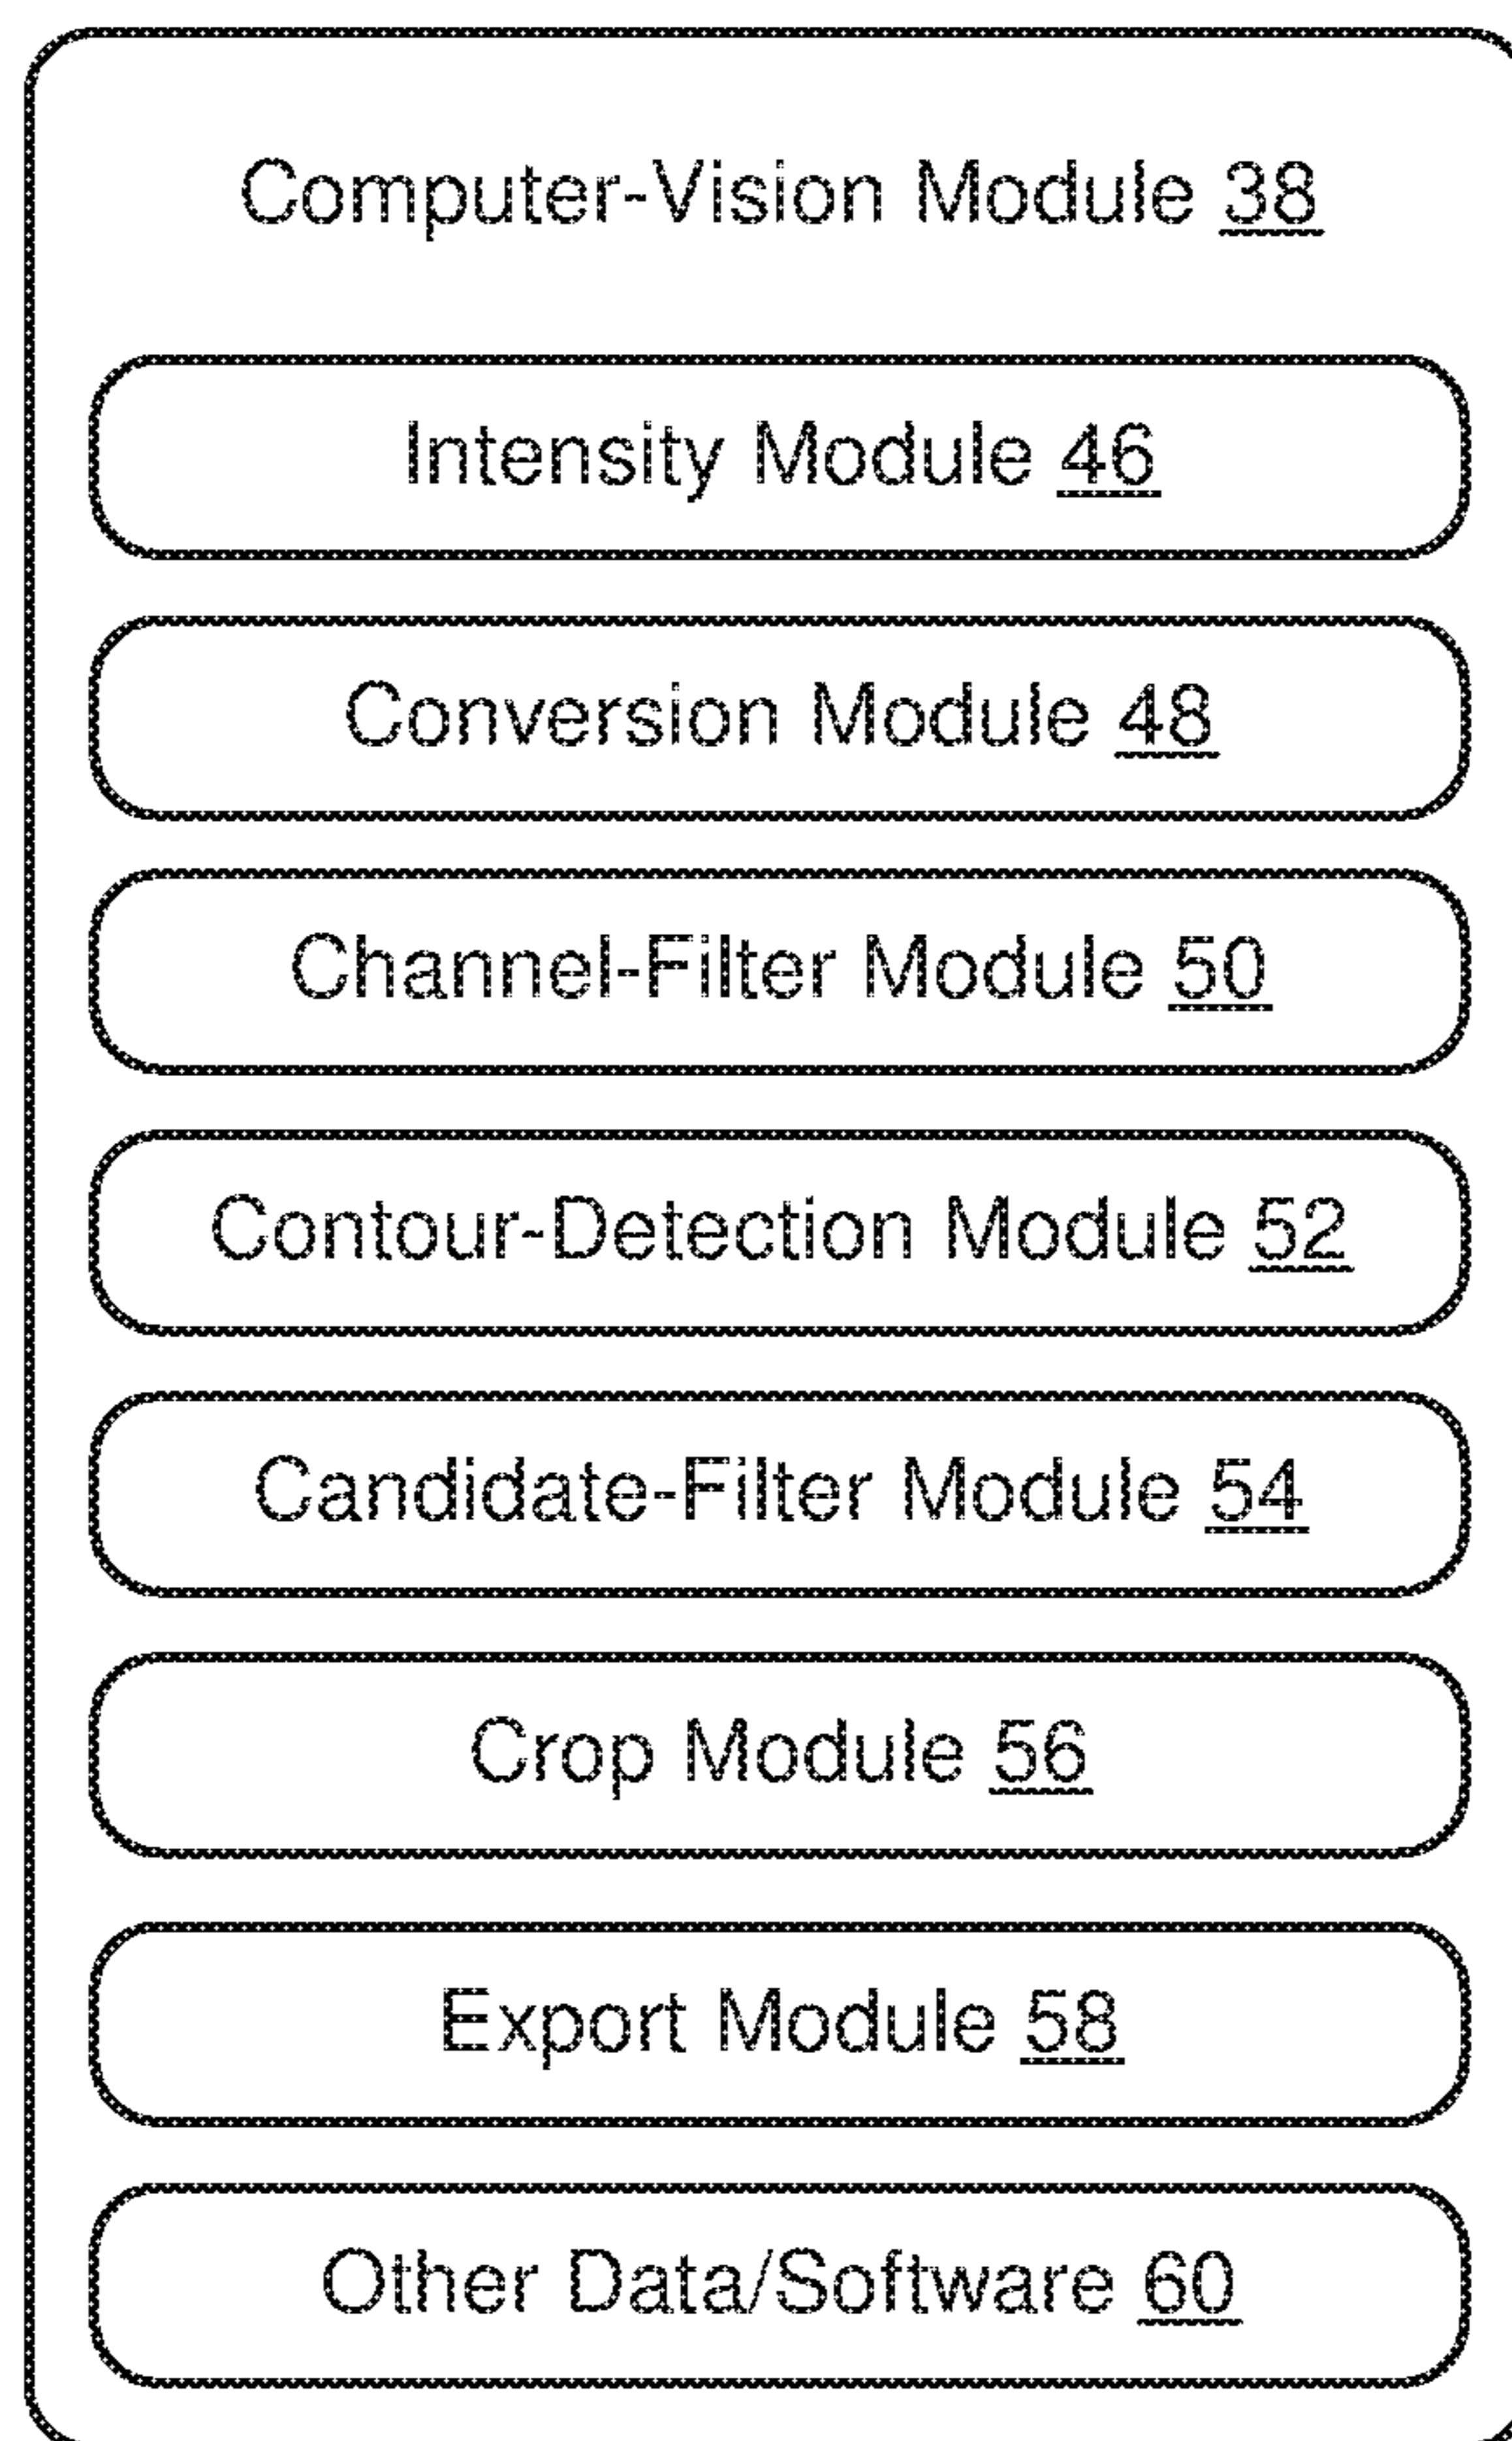 Computer-Vision Module 38
Intensity Module 46
Conversion Module 48
Channel-Filter Module 50
Contour-Detection Module 52
Candidate-Filter Module 54
Crop Module 56
Export Module 58
Other Data/Software 60